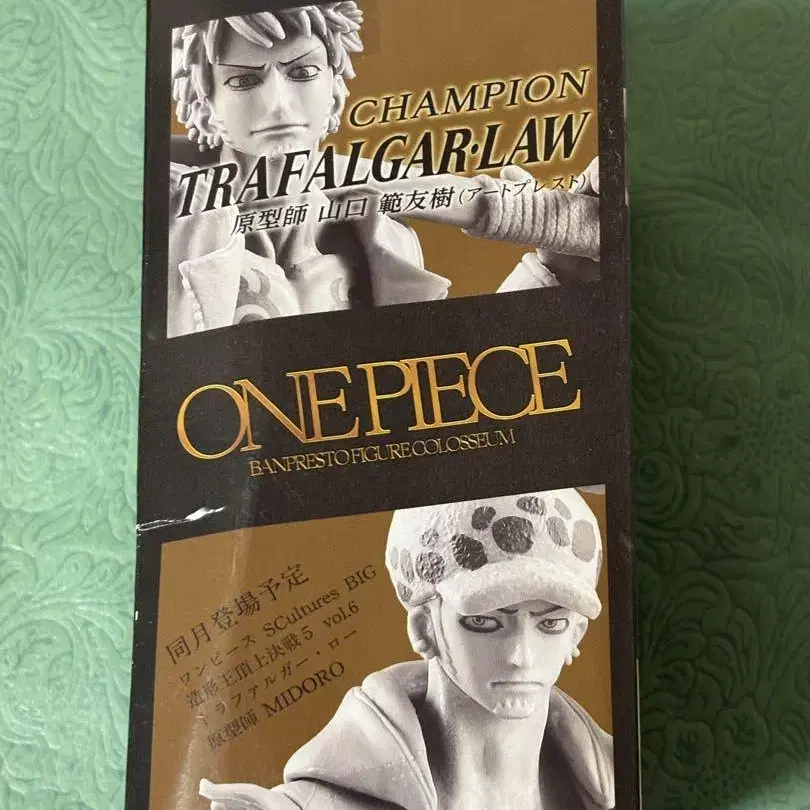 CHAMPION
TRAFALGAR・LAW
原型師 山口 範友樹(アートプレスト)
ONE PIECE
BANPRESTO FIGURE COLOSSEUM
同月登場予定
ワンピース SCultures BIG
造形王頂上決戦5 vol.6
トラファルガー・ロー
原型師 MIDORO